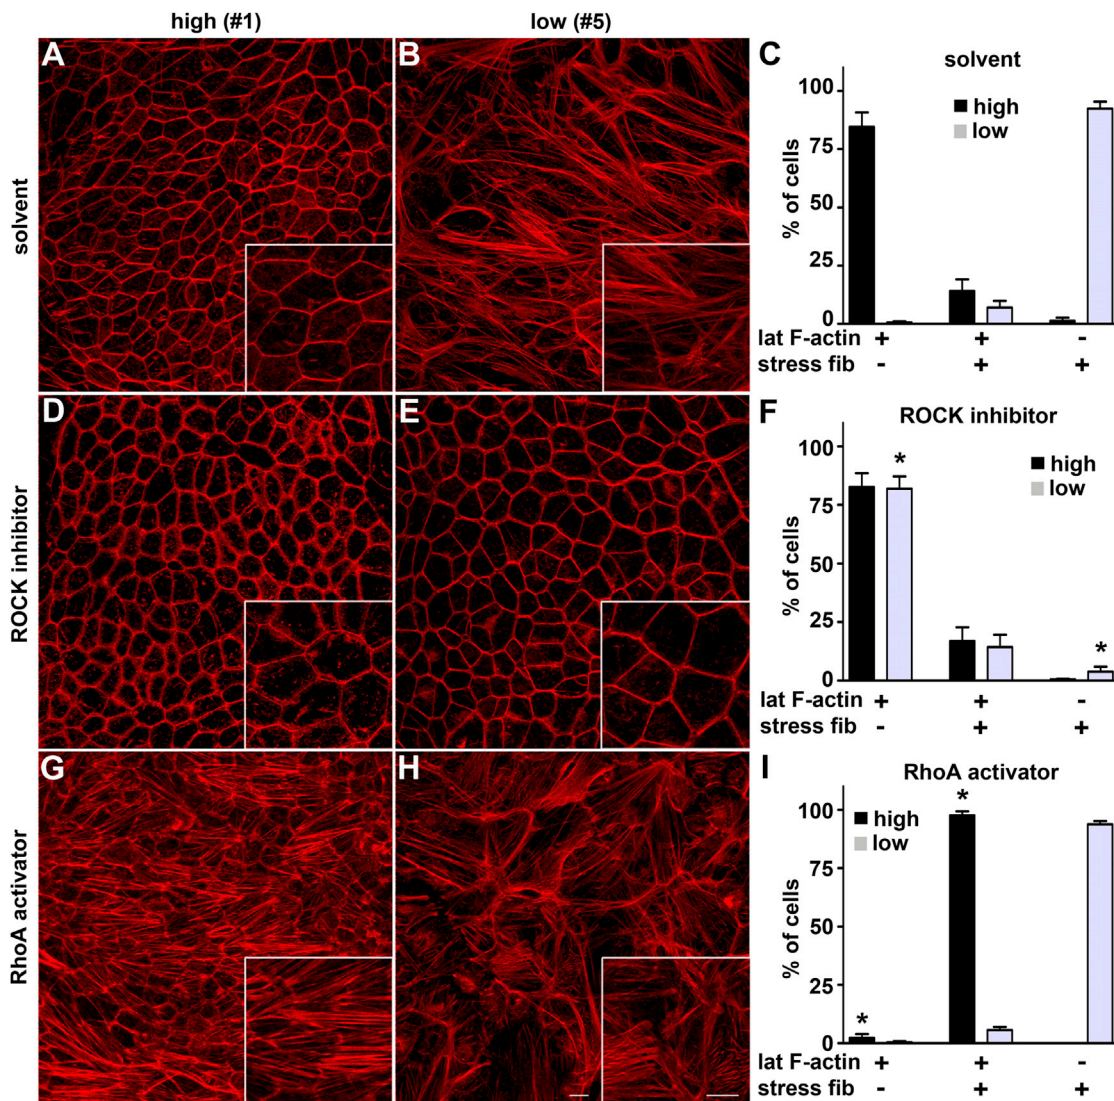 high (#1)
low (#5)
A
B
C
solvent
solvent
high
low
% of cells
100
75
50
25
0
lat F-actin + + -
stress fib - + +
D
E
F
ROCK inhibitor
ROCK inhibitor
*
high
low
*
% of cells
100
75
50
25
0
lat F-actin + + -
stress fib - + +
G
H
I
RhoA activator
RhoA activator
*
high
low
*
% of cells
100
75
50
25
0
lat F-actin + + -
stress fib - + +